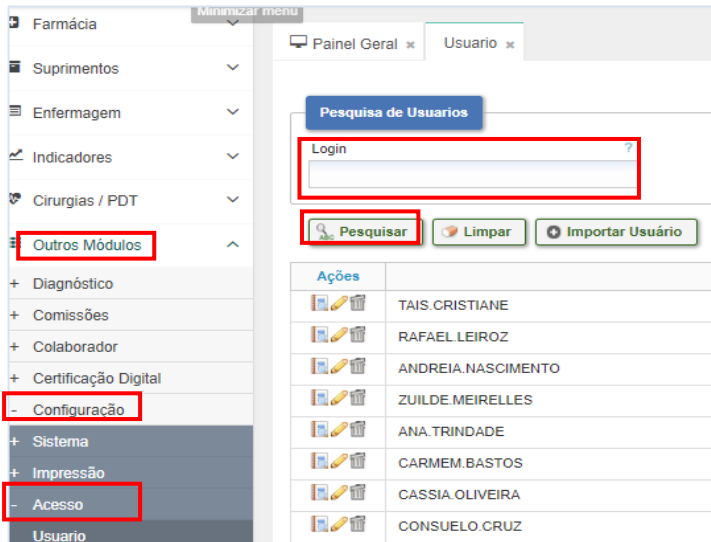 Minimizar menu
Farmácia
Suprimentos
Enfermagem
Indicadores
Cirurgias / PDT
Outros Módulos
+ Diagnóstico
+ Comissões
+ Colaborador
+ Certificação Digital
- Configuração
+ Sistema
+ Impressão
- Acesso
Usuario
Painel Geral x
Usuario x
Pesquisa de Usuarios
Login ?
ABC Pesquisar Limpar Importar Usuário
Ações
TAIS.CRISTIANE
RAFAEL.LEIROZ
ANDREIA.NASCIMENTO
ZUILDE.MEIRELLES
ANA.TRINDADE
CARMEM.BASTOS
CASSIA.OLIVEIRA
CONSUELO.CRUZ